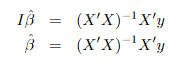 Iβ̂ = (X′X)⁻¹X′y
β̂ = (X′X)⁻¹X′y